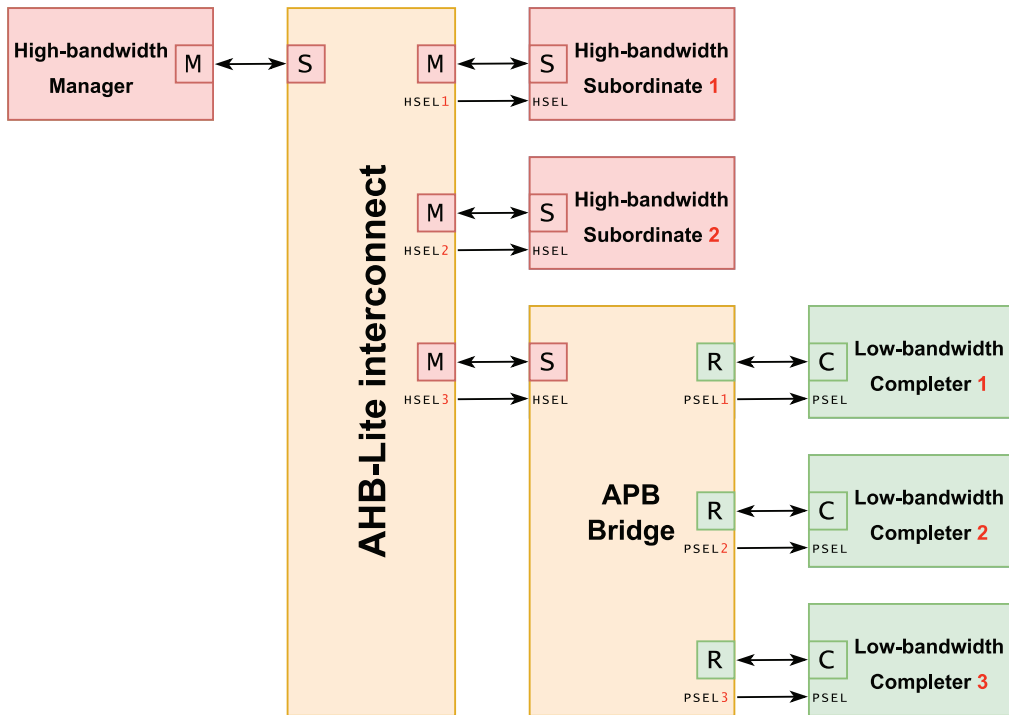 High-bandwidth
Manager
M
S
M
HSEL1
S
HSEL
High-bandwidth
Subordinate 1
M
HSEL2
S
HSEL
High-bandwidth
Subordinate 2
AHB-Lite interconnect
M
HSEL3
S
HSEL
APB
Bridge
R
PSEL1
C
PSEL
Low-bandwidth
Completer 1
R
PSEL2
C
PSEL
Low-bandwidth
Completer 2
R
PSEL3
C
PSEL
Low-bandwidth
Completer 3